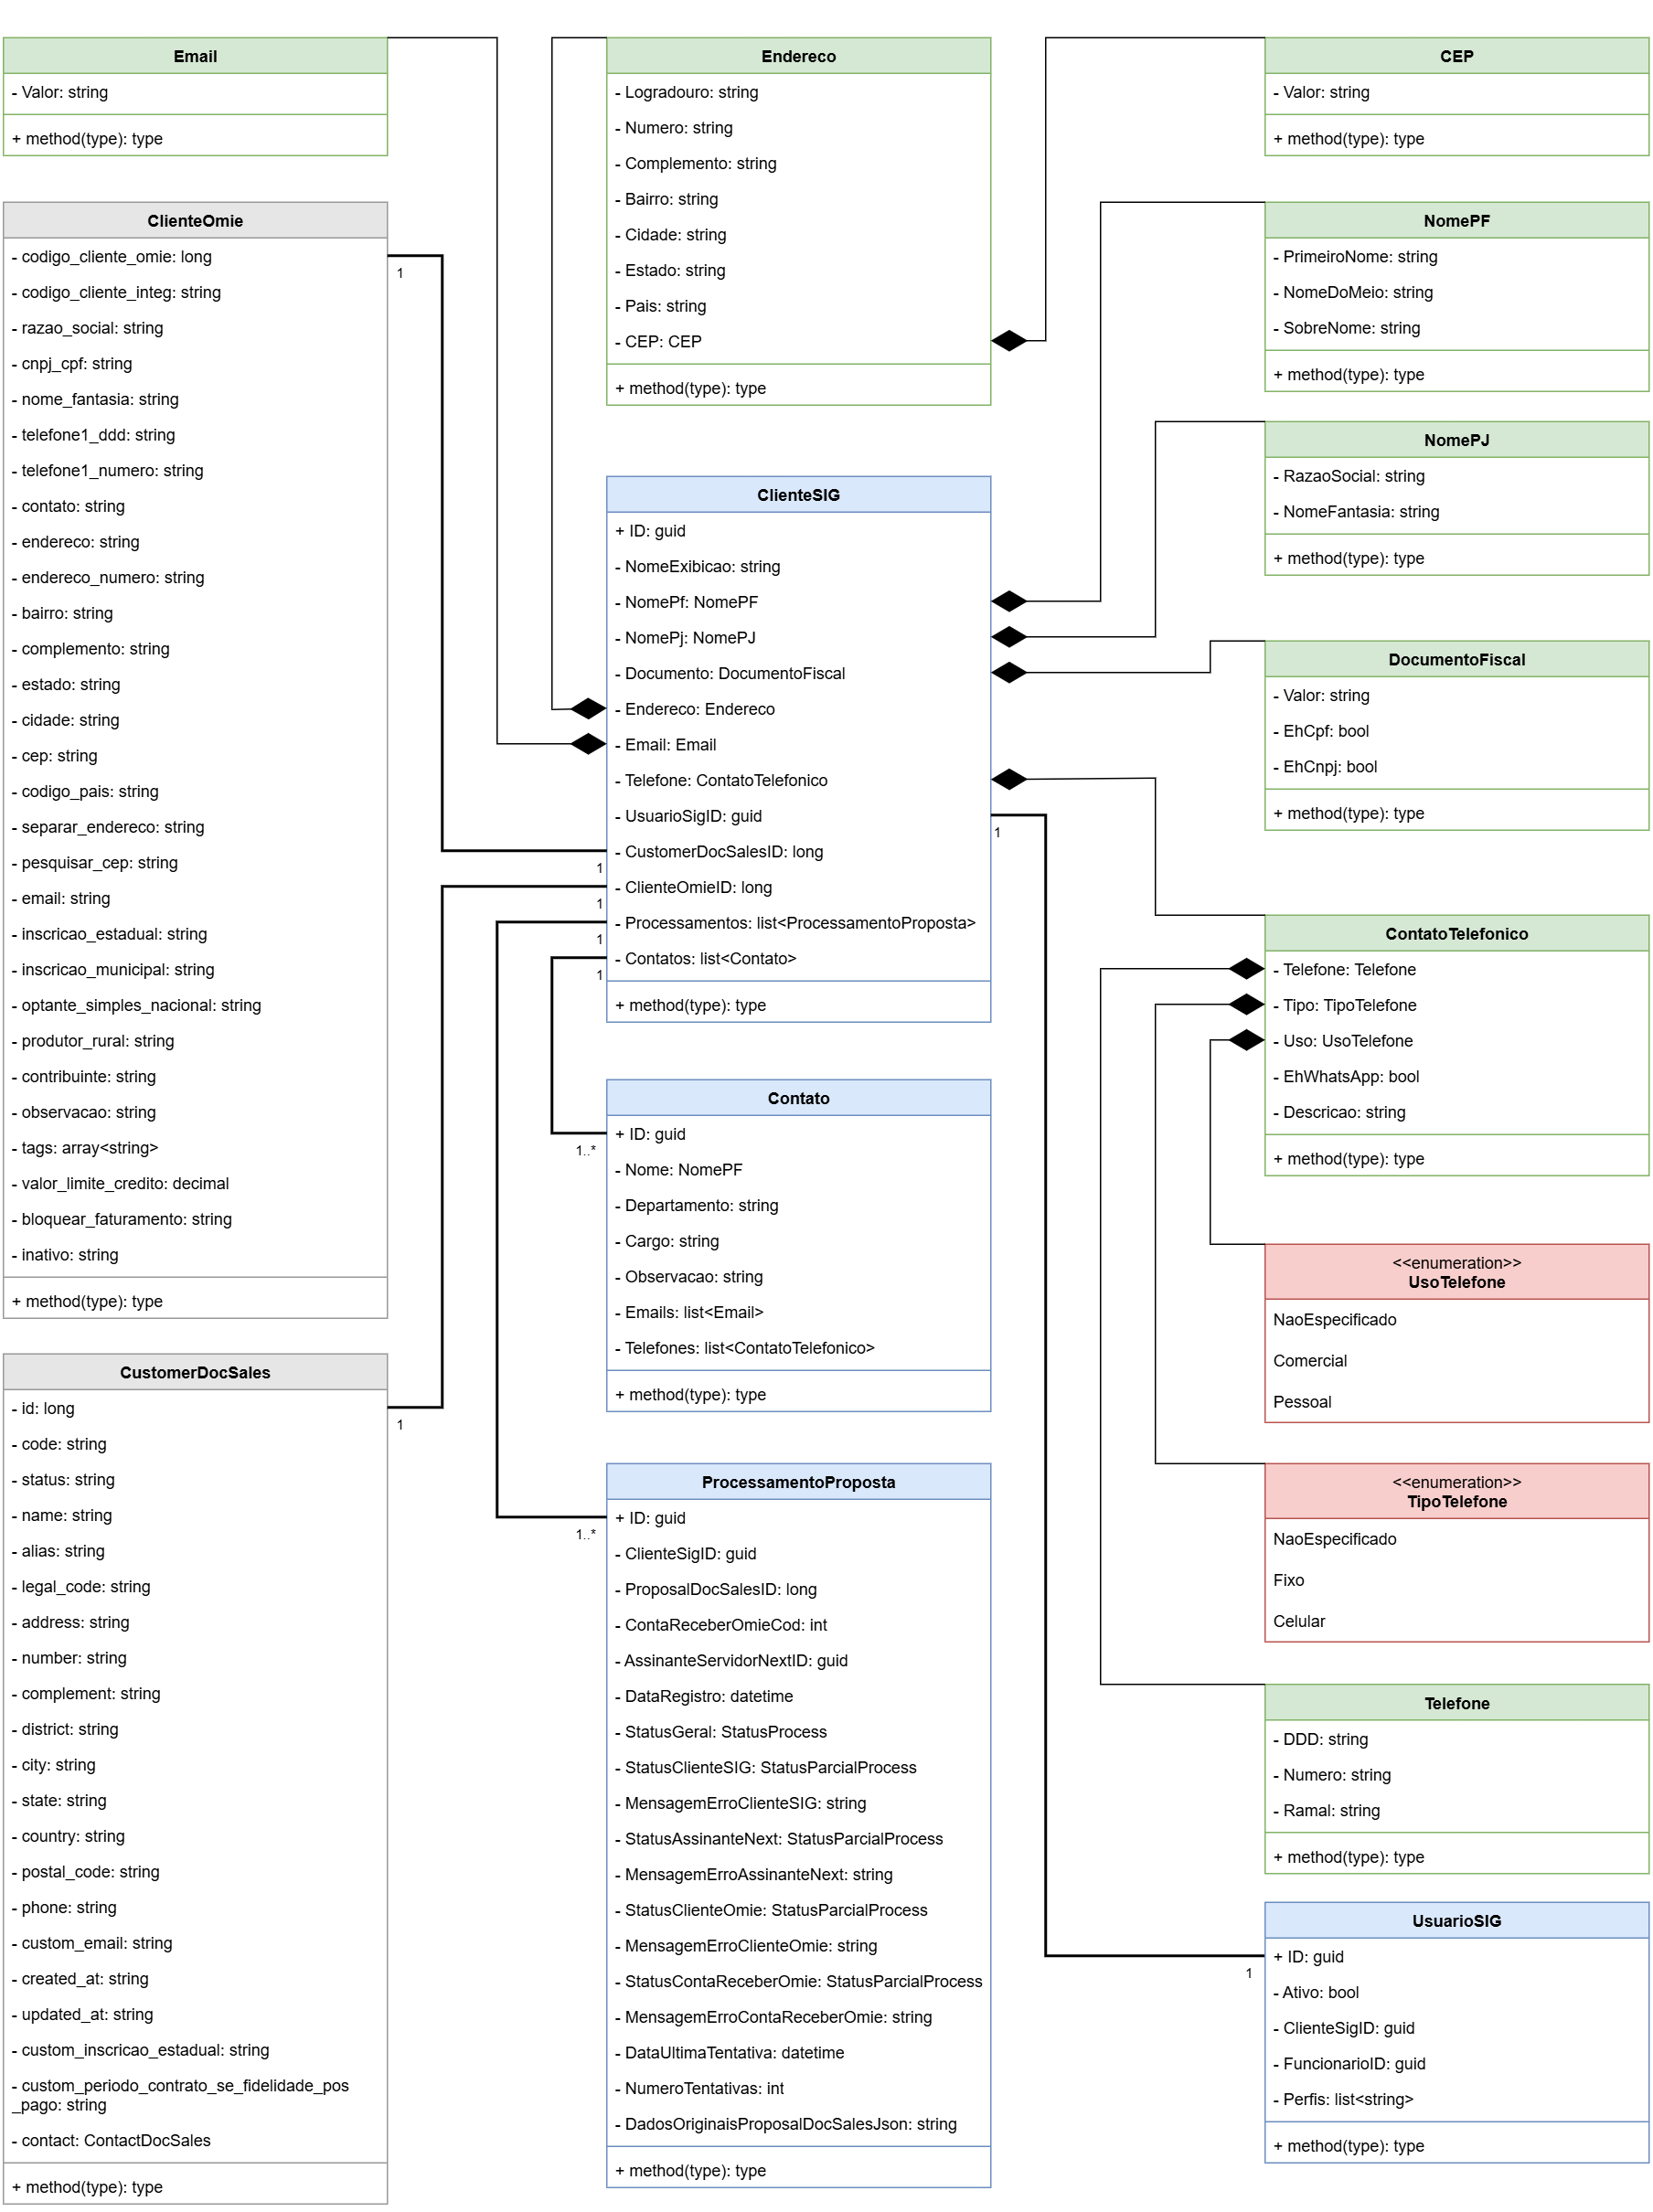 Email
- Valor: string
+ method(type): type
ClienteOmie
- codigo_cliente_omie: long
- codigo_cliente_integ: string
- razao_social: string
- cnpj_cpf: string
- nome_fantasia: string
- telefone1_ddd: string
- telefone1_numero: string
- contato: string
- endereco: string
- endereco_numero: string
- bairro: string
- complemento: string
- estado: string
- cidade: string
- cep: string
- codigo_pais: string
- separar_endereco: string
- pesquisar_cep: string
- email: string
- inscricao_estadual: string
- inscricao_municipal: string
- optante_simples_nacional: string
- produtor_rural: string
- contribuinte: string
- observacao: string
- tags: array<string>
- valor_limite_credito: decimal
- bloquear_faturamento: string
- inativo: string
+ method(type): type
1
CustomerDocSales
- id: long
- code: string
- status: string
- name: string
- alias: string
- legal_code: string
- address: string
- number: string
- complement: string
- district: string
- city: string
- state: string
- country: string
- postal_code: string
- phone: string
- custom_email: string
- created_at: string
- updated_at: string
- custom_inscricao_estadual: string
- custom_periodo_contrato_se_fidelidade_pos
_pago: string
- contact: ContactDocSales
+ method(type): type
1
Endereco
- Logradouro: string
- Numero: string
- Complemento: string
- Bairro: string
- Cidade: string
- Estado: string
- Pais: string
- CEP: CEP
+ method(type): type
ClienteSIG
+ ID: guid
- NomeExibicao: string
- NomePf: NomePF
- NomePj: NomePJ
- Documento: DocumentoFiscal
- Endereco: Endereco
- Email: Email
- Telefone: ContatoTelefonico
- UsuarioSigID: guid
1
- CustomerDocSalesID: long
1
- ClienteOmieID: long
1
- Processamentos: list<ProcessamentoProposta>
1
- Contatos: list<Contato>
1
+ method(type): type
Contato
+ ID: guid
1..*
- Nome: NomePF
- Departamento: string
- Cargo: string
- Observacao: string
- Emails: list<Email>
- Telefones: list<ContatoTelefonico>
+ method(type): type
ProcessamentoProposta
+ ID: guid
1..*
- ClienteSigID: guid
- ProposalDocSalesID: long
- ContaReceberOmieCod: int
- AssinanteServidorNextID: guid
- DataRegistro: datetime
- StatusGeral: StatusProcess
- StatusClienteSIG: StatusParcialProcess
- MensagemErroClienteSIG: string
- StatusAssinanteNext: StatusParcialProcess
- MensagemErroAssinanteNext: string
- StatusClienteOmie: StatusParcialProcess
- MensagemErroClienteOmie: string
- StatusContaReceberOmie: StatusParcialProcess
- MensagemErroContaReceberOmie: string
- DataUltimaTentativa: datetime
- NumeroTentativas: int
- DadosOriginaisProposalDocSalesJson: string
+ method(type): type
CEP
- Valor: string
+ method(type): type
NomePF
- PrimeiroNome: string
- NomeDoMeio: string
- SobreNome: string
+ method(type): type
NomePJ
- RazaoSocial: string
- NomeFantasia: string
+ method(type): type
DocumentoFiscal
- Valor: string
- EhCpf: bool
- EhCnpj: bool
+ method(type): type
ContatoTelefonico
- Telefone: Telefone
- Tipo: TipoTelefone
- Uso: UsoTelefone
- EhWhatsApp: bool
- Descricao: string
+ method(type): type
<<enumeration>>
UsoTelefone
NaoEspecificado
Comercial
Pessoal
<<enumeration>>
TipoTelefone
NaoEspecificado
Fixo
Celular
Telefone
- DDD: string
- Numero: string
- Ramal: string
+ method(type): type
UsuarioSIG
+ ID: guid
1
- Ativo: bool
- ClienteSigID: guid
- FuncionarioID: guid
- Perfis: list<string>
+ method(type): type